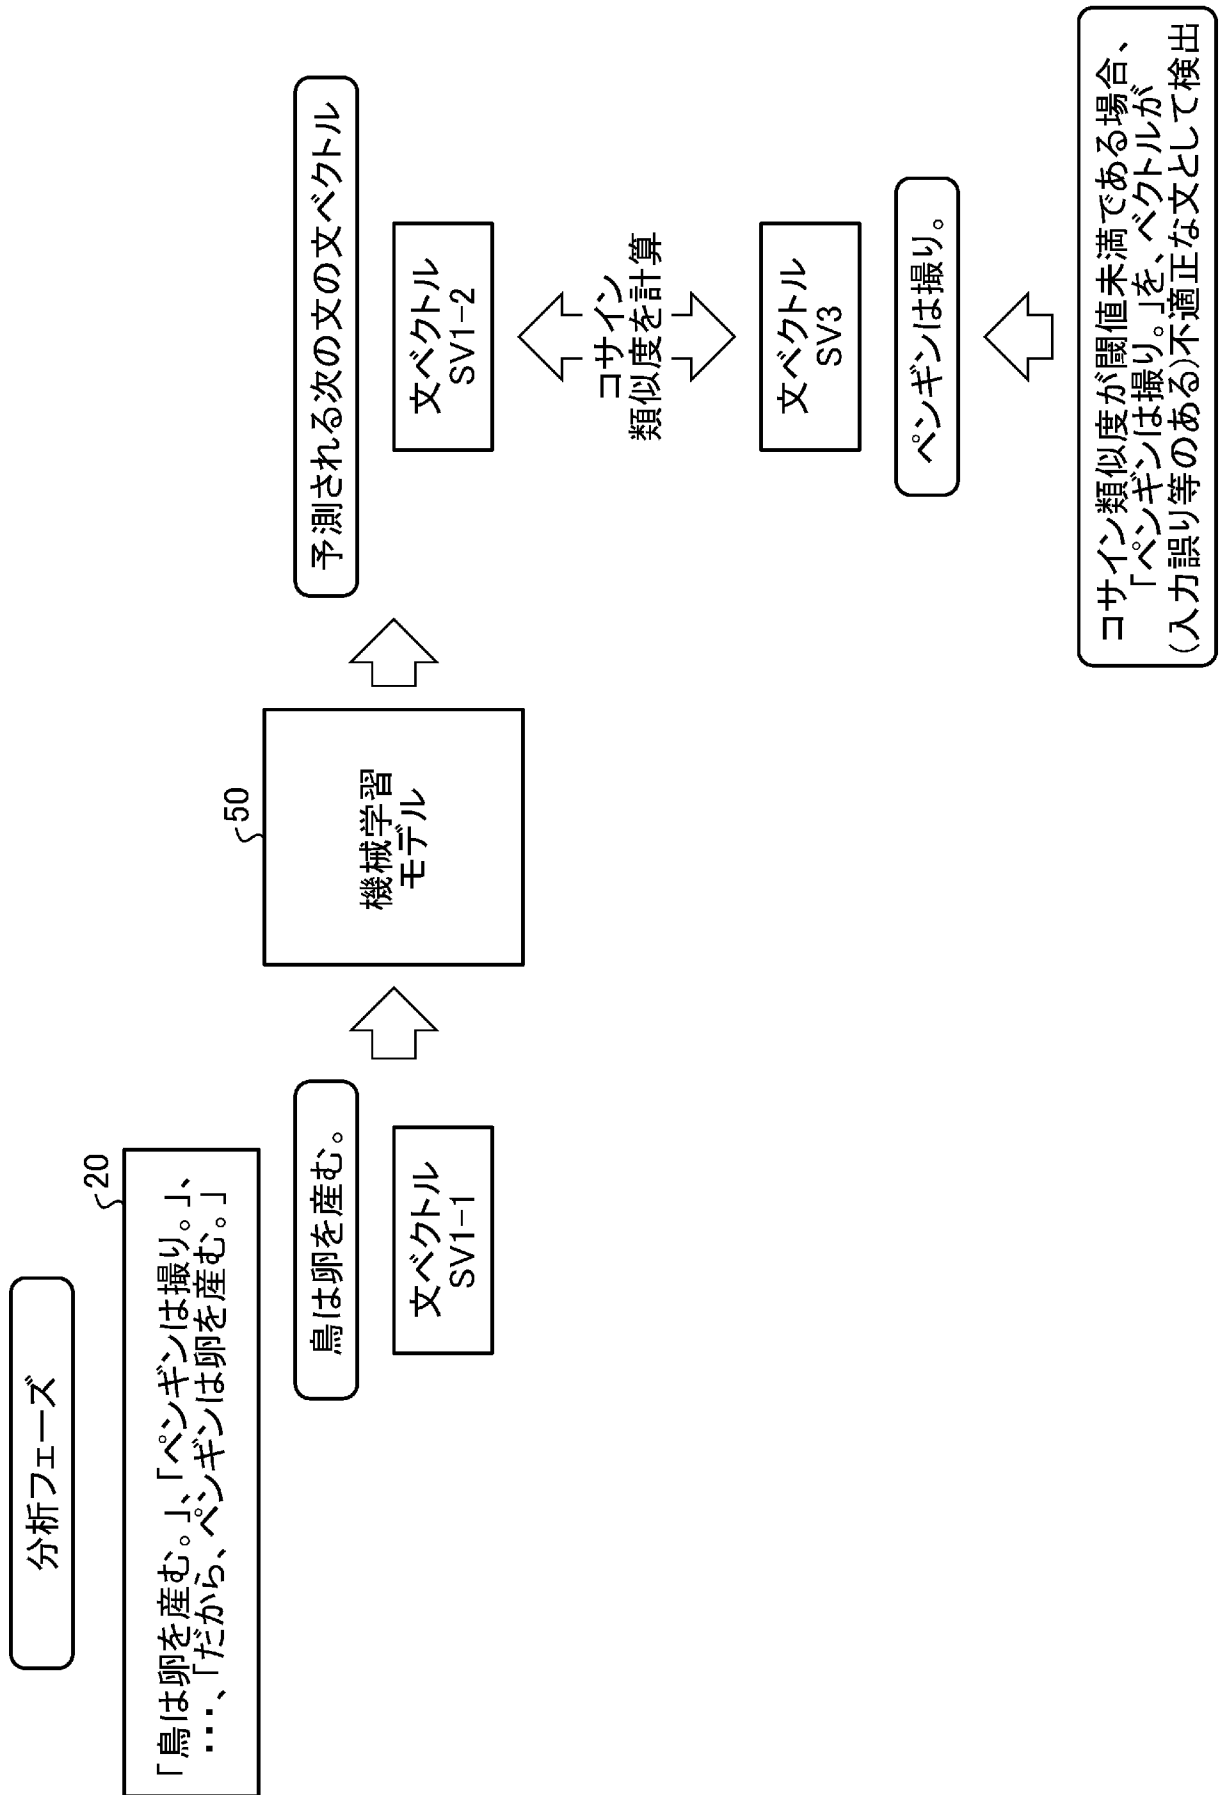 分析フェーズ
20
「鳥は卵を産む。」、「ペンギンは撮り。」、
・・・、「だから、ペンギンは卵を産む。」
鳥は卵を産む。
文ベクトル
SV1-1
50
機械学習
モデル
予測される次の文の文ベクトル
文ベクトル
SV1-2
コサイン
類似度を計算
文ベクトル
SV3
ペンギンは撮り。
コサイン類似度が閾値未満である場合、
「ペンギンは撮り。」を、ベクトルが
(入力誤り等のある)不適正な文として検出